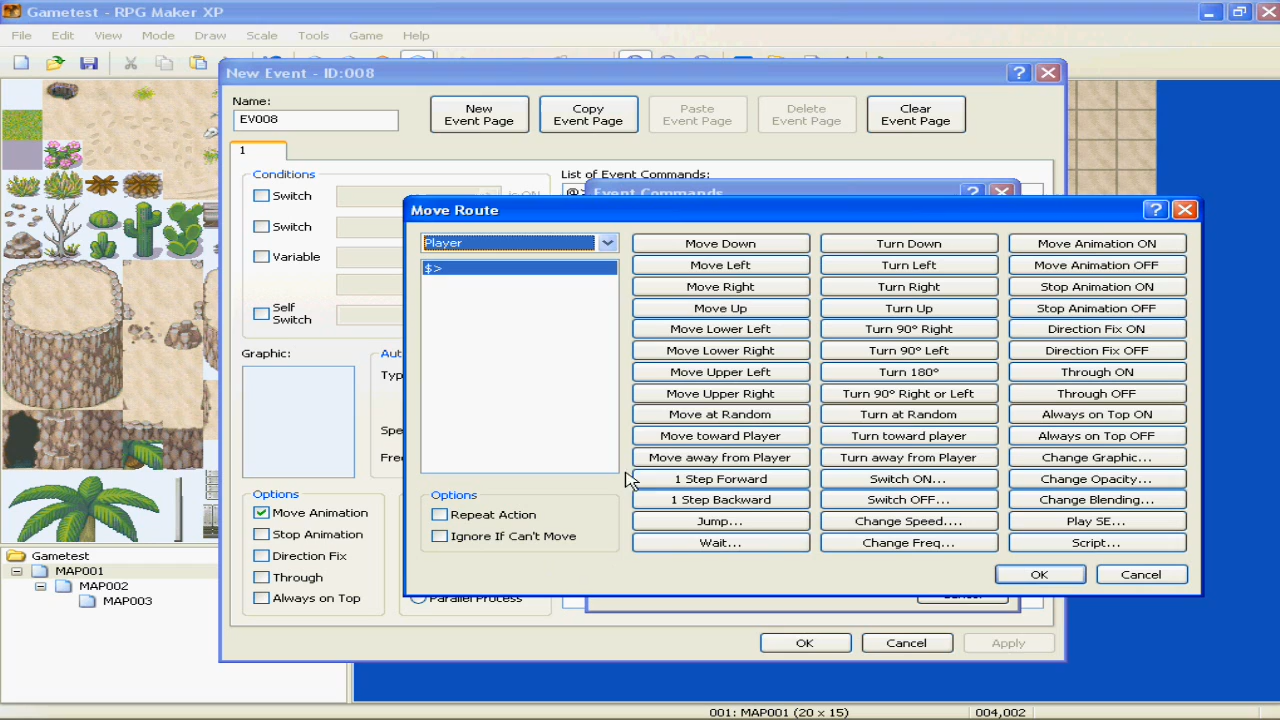 Gametest - RPG Maker XP
File Edit View Mode Draw Scale Tools Game Help
New Event - ID:008
Name:
EV008
New Event Page
Copy Event Page
Paste Event Page
Delete Event Page
Clear Event Page
1
Conditions
Switch
is ON
Switch
Variable
Self Switch
Graphic:
Options
Move Animation
Stop Animation
Direction Fix
Through
Always on Top
Aut
Typ
Spe
Fre
Parallel Process
List of Event Commands:
@>
Event Commands
Move Route
Player
$>
Options
Repeat Action
Ignore If Can't Move
Move Down
Move Left
Move Right
Move Up
Move Lower Left
Move Lower Right
Move Upper Left
Move Upper Right
Move at Random
Move toward Player
Move away from Player
1 Step Forward
1 Step Backward
Jump...
Wait...
Turn Down
Turn Left
Turn Right
Turn Up
Turn 90° Right
Turn 90° Left
Turn 180°
Turn 90° Right or Left
Turn at Random
Turn toward player
Turn away from Player
Switch ON...
Switch OFF...
Change Speed....
Change Freq...
Move Animation ON
Move Animation OFF
Stop Animation ON
Stop Animation OFF
Direction Fix ON
Direction Fix OFF
Through ON
Through OFF
Always on Top ON
Always on Top OFF
Change Graphic...
Change Opacity...
Change Blending...
Play SE...
Script...
OK
Cancel
OK
Cancel
Apply
Gametest
MAP001
MAP002
MAP003
001: MAP001 (20 x 15)
004,002